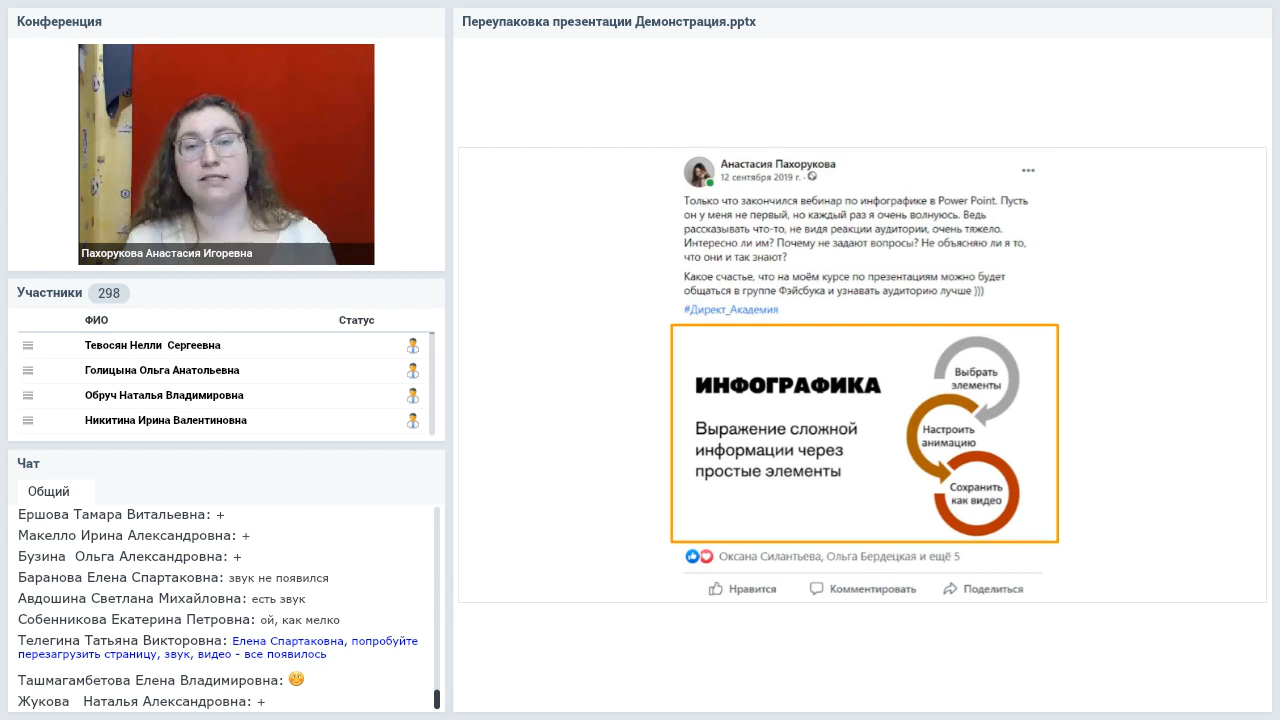 Конференция
Пахорукова Анастасия Игоревна
Участники 298
ФИО Статус
Тевосян Нелли  Сергеевна
Голицына Ольга Анатольевна
Обруч Наталья Владимировна
Никитина Ирина Валентиновна
Чат
Общий
Ершова Тамара Витальевна: +
Макелло Ирина Александровна: +
Бузина  Ольга Александровна: +
Баранова Елена Спартаковна: звук не появился
Авдошина Светлана Михайловна: есть звук
Собенникова Екатерина Петровна: ой, как мелко
Телегина Татьяна Викторовна: Елена Спартаковна, попробуйте
перезагрузить страницу, звук, видео - все появилось
Ташмагамбетова Елена Владимировна:
Жукова   Наталья Александровна: +
Переупаковка презентации Демонстрация.pptx
Анастасия Пахорукова
12 сентября 2019 г. ·
Только что закончился вебинар по инфографике в Power Point. Пусть
он у меня не первый, но каждый раз я очень волнуюсь. Ведь
рассказывать что-то, не видя реакции аудитории, очень тяжело.
Интересно ли им? Почему не задают вопросы? Не объясняю ли я то,
что они и так знают?
Какое счастье, что на моём курсе по презентациям можно будет
общаться в группе Фэйсбука и узнавать аудиторию лучше )))
#Директ_Академия
ИНФОГРАФИКА
Выражение сложной
информации через
простые элементы
Выбрать
элементы
Настроить
анимацию
Сохранить
как видео
Оксана Силантьева, Ольга Бердецкая и ещё 5
Нравится Комментировать Поделиться